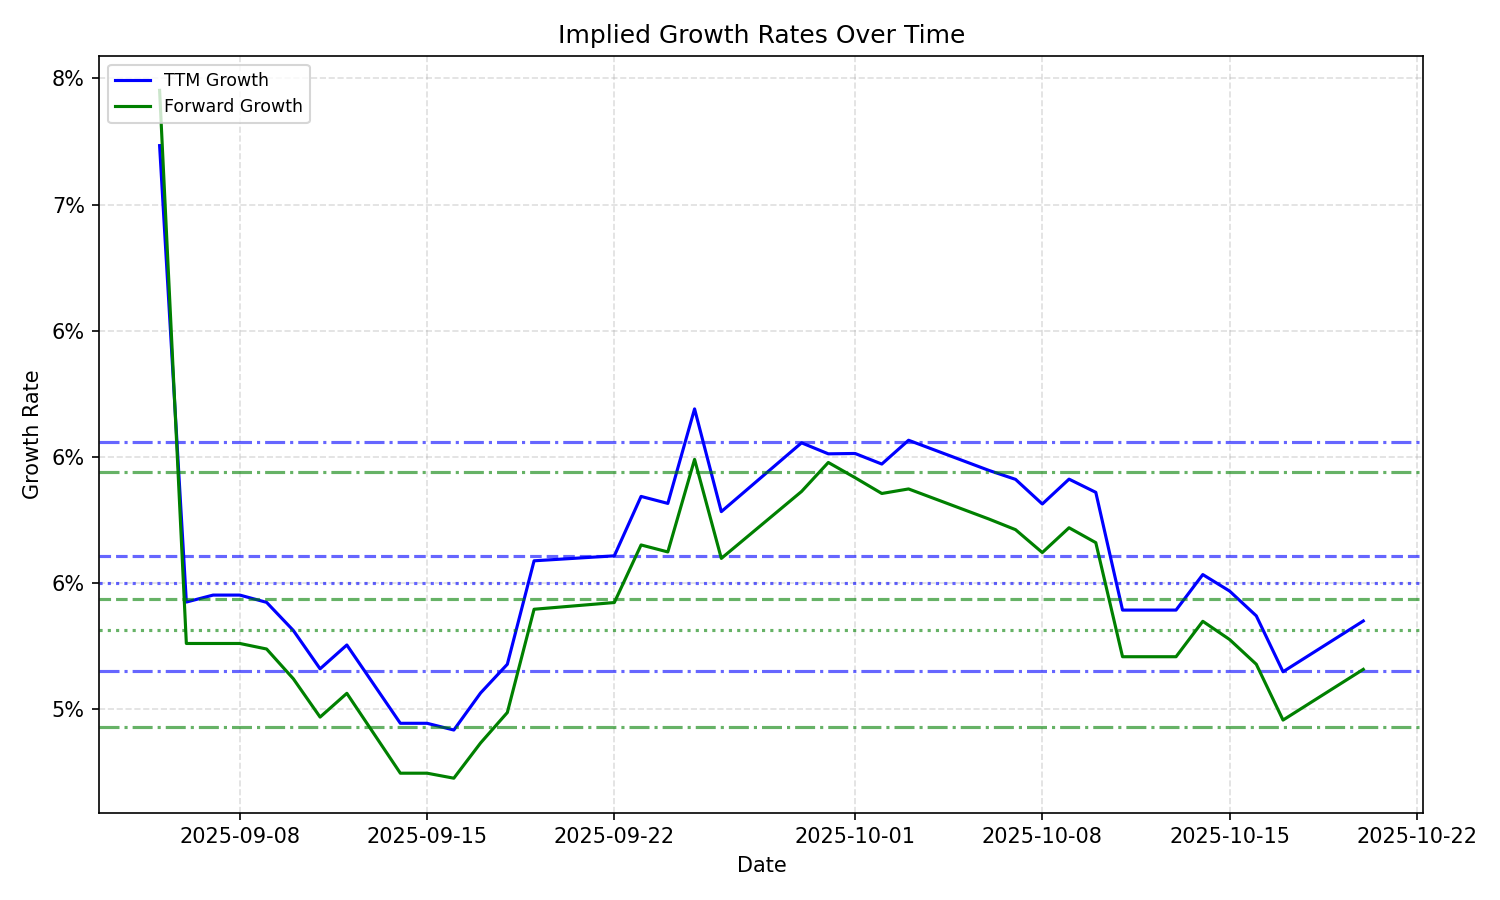 Implied Growth Rates Over Time
TTM Growth
Forward Growth
8%
7%
6%
6%
6%
5%
Growth Rate
2025-09-08
2025-09-15
2025-09-22
2025-10-01
2025-10-08
2025-10-15
2025-10-22
Date